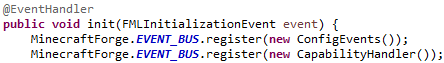 @EventHandler
public void init(FMLInitializationEvent event) {
    MinecraftForge.EVENT_BUS.register(new ConfigEvents());
    MinecraftForge.EVENT_BUS.register(new CapabilityHandler());